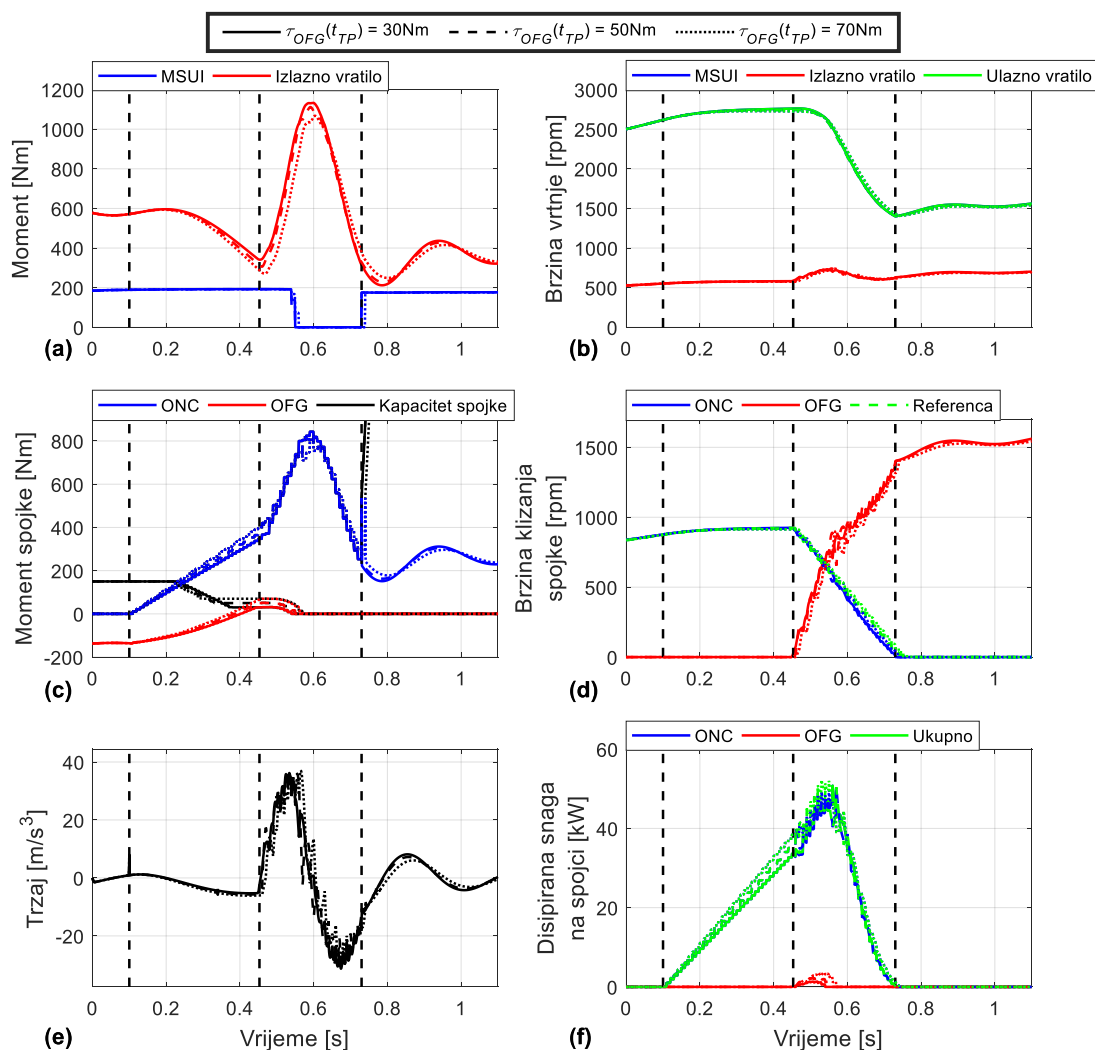 τOFG(tTP) = 30Nm τOFG(tTP) = 50Nm τOFG(tTP) = 70Nm
MSUI Izlazno vratilo
Moment [Nm]
1200
1000
800
600
400
200
0
0 0.2 0.4 0.6 0.8 1
(a)
MSUI Izlazno vratilo Ulazno vratilo
Brzina vrtnje [rpm]
3000
2500
2000
1500
1000
500
0
0 0.2 0.4 0.6 0.8 1
(b)
ONC OFG Kapacitet spojke
Moment spojke [Nm]
800
600
400
200
0
-200
0 0.2 0.4 0.6 0.8 1
(c)
ONC OFG Referenca
Brzina klizanja
spojke [rpm]
1500
1000
500
0
0 0.2 0.4 0.6 0.8 1
(d)
Trzaj [m/s³]
40
20
0
-20
0 0.2 0.4 0.6 0.8 1
(e)
Vrijeme [s]
ONC OFG Ukupno
Disipirana snaga
na spojci [kW]
60
40
20
0
0 0.2 0.4 0.6 0.8 1
(f)
Vrijeme [s]